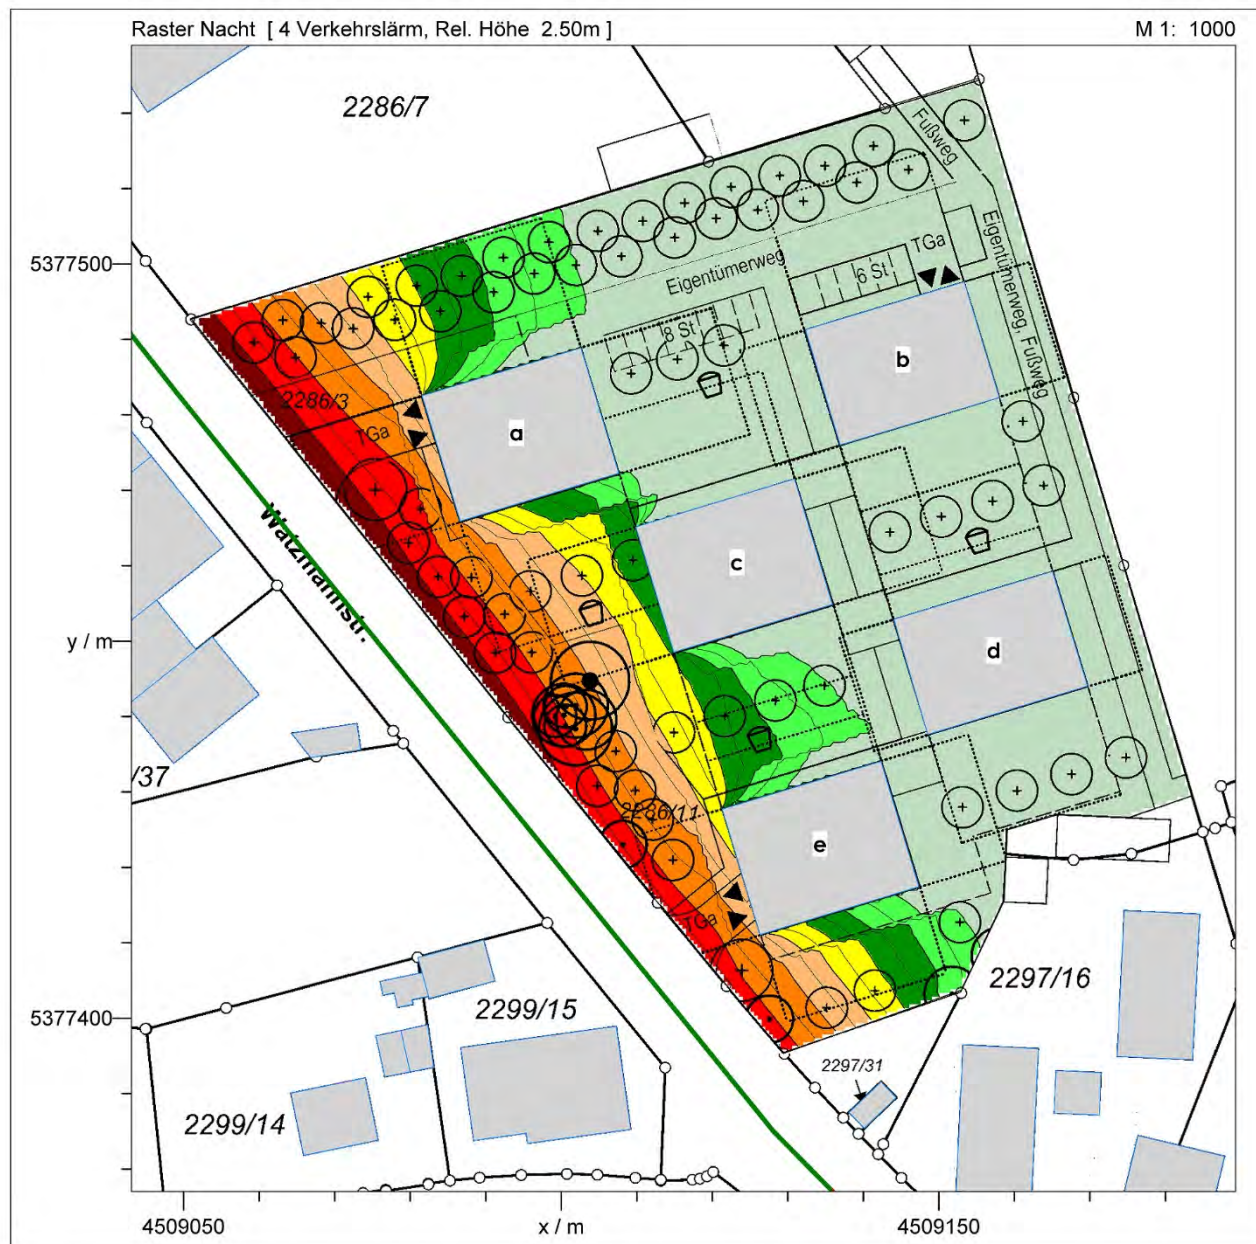 Raster Nacht [ 4 Verkehrslärm, Rel. Höhe 2.50m ]
M 1: 1000
2286/7
Fußweg
5377500
Eigentümerweg
TGa
6 St
Eigentümerweg, Fußweg
8 St
b
2286/3
a
TGa
Watzmannstr.
c
y / m
d
/37
2286/11
e
TGa
2297/16
2299/15
5377400
2297/31
2299/14
4509050
x / m
4509150